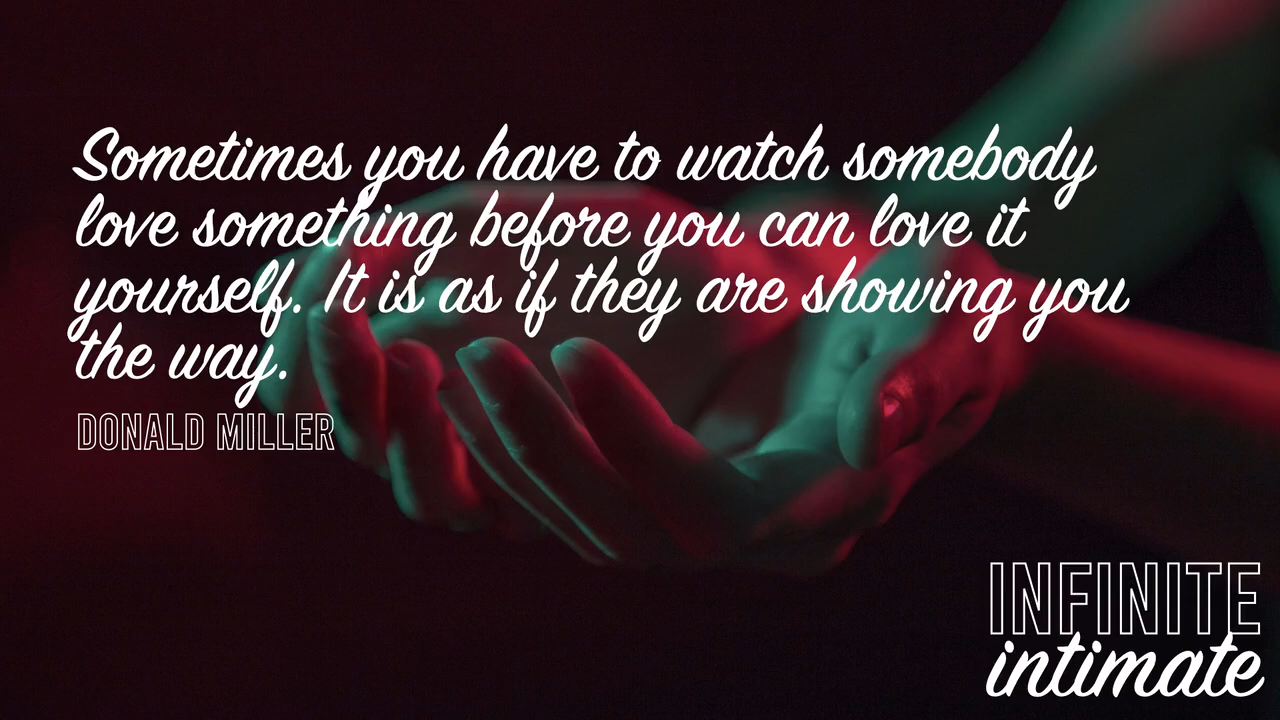 Sometimes you have to watch somebody
love something before you can love it
yourself. It is as if they are showing you
the way.
DONALD MILLER
INFINITE
intimate